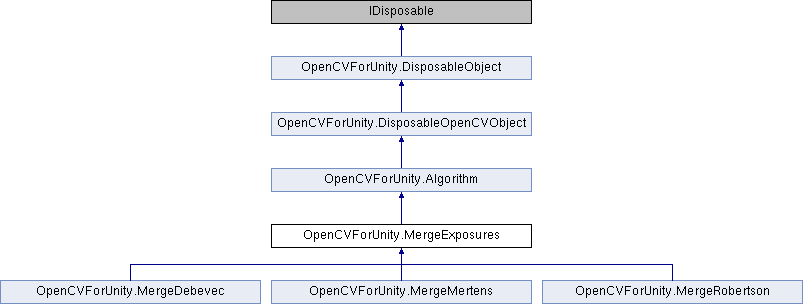 IDisposable
OpenCVForUnity.DisposableObject
OpenCVForUnity.DisposableOpenCVObject
OpenCVForUnity.Algorithm
OpenCVForUnity.MergeExposures
OpenCVForUnity.MergeDebevec
OpenCVForUnity.MergeMertens
OpenCVForUnity.MergeRobertson